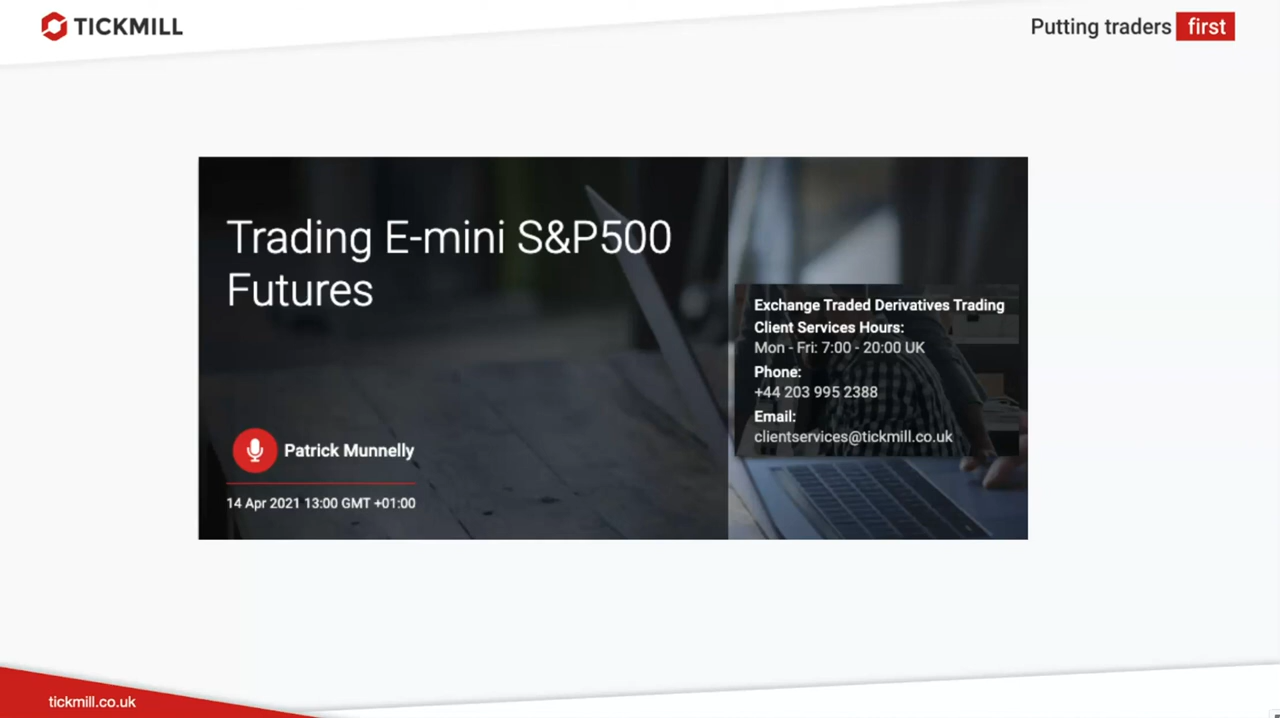 TICKMILL
Putting traders first
Trading E-mini S&P500
Futures
Patrick Munnelly
14 Apr 2021 13:00 GMT +01:00
Exchange Traded Derivatives Trading
Client Services Hours:
Mon - Fri: 7:00 - 20:00 UK
Phone:
+44 203 995 2388
Email:
clientservices@tickmill.co.uk
tickmill.co.uk